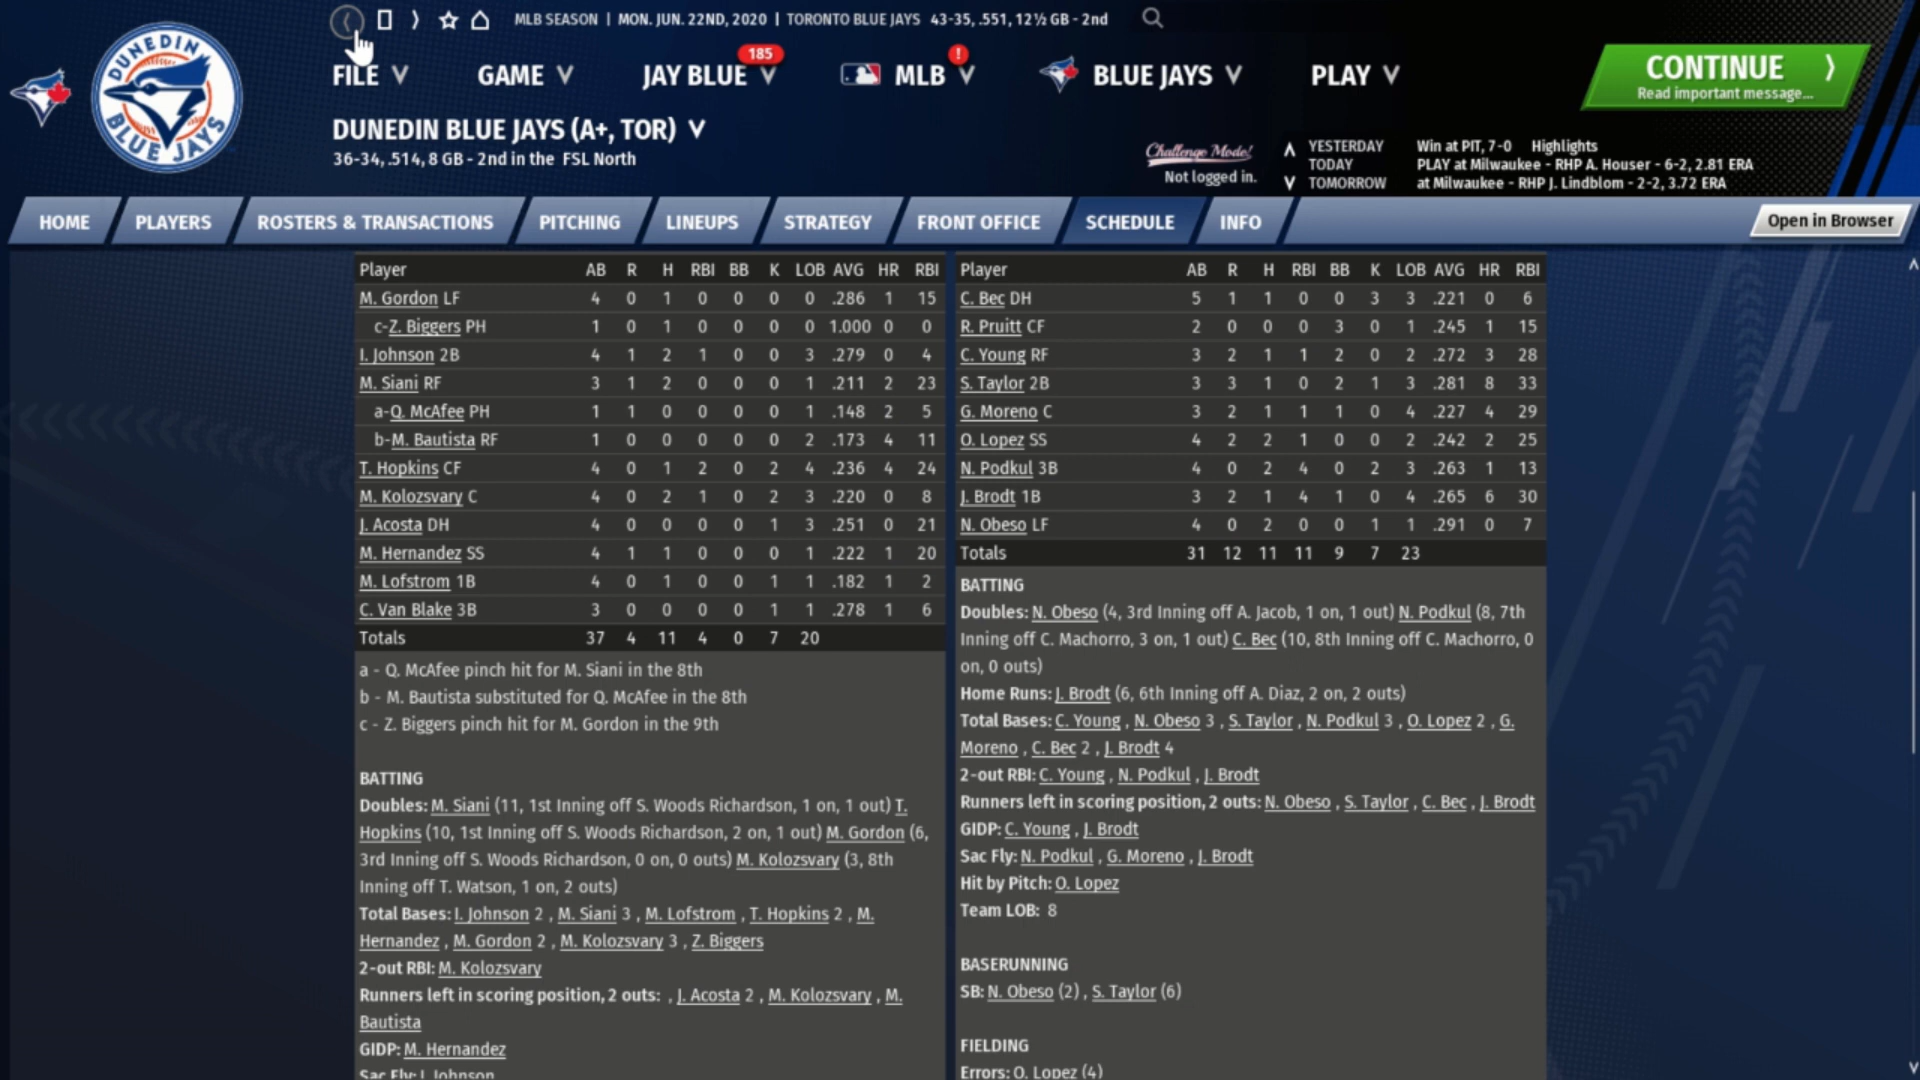 MLB SEASON | MON. JUN. 22ND, 2020 | TORONTO BLUE JAYS 43-35, .551, 12½ GB - 2nd
DUNEDIN
BLUE JAYS
FILE GAME JAY BLUE 185 MLB ! BLUE JAYS PLAY
CONTINUE
Read important message...
DUNEDIN BLUE JAYS (A+, TOR)
36-34, .514, 8 GB - 2nd in the FSL North
Challenge Mode!
Not logged in.
YESTERDAY Win at PIT, 7-0 Highlights
TODAY PLAY at Milwaukee - RHP A. Houser - 6-2, 2.81 ERA
TOMORROW at Milwaukee - RHP J. Lindblom - 2-2, 3.72 ERA
HOME PLAYERS ROSTERS & TRANSACTIONS PITCHING LINEUPS STRATEGY FRONT OFFICE SCHEDULE INFO Open in Browser
Player AB R H RBI BB K LOB AVG HR RBI
M. Gordon LF 4 0 1 0 0 0 0 .286 1 15
c-Z. Biggers PH 1 0 1 0 0 0 0 1.000 0 0
I. Johnson 2B 4 1 2 1 0 0 3 .279 0 4
M. Siani RF 3 1 2 0 0 0 1 .211 2 23
a-Q. McAfee PH 1 1 0 0 0 0 1 .148 2 5
b-M. Bautista RF 1 0 0 0 0 0 2 .173 4 11
T. Hopkins CF 4 0 1 2 0 2 4 .236 4 24
M. Kolozsvary C 4 0 2 1 0 2 3 .220 0 8
J. Acosta DH 4 0 0 0 0 1 3 .251 0 21
M. Hernandez SS 4 1 1 0 0 0 1 .222 1 20
M. Lofstrom 1B 4 0 1 0 0 1 1 .182 1 2
C. Van Blake 3B 3 0 0 0 0 1 1 .278 1 6
Totals 37 4 11 4 0 7 20
a - Q. McAfee pinch hit for M. Siani in the 8th
b - M. Bautista substituted for Q. McAfee in the 8th
c - Z. Biggers pinch hit for M. Gordon in the 9th
BATTING
Doubles: M. Siani (11, 1st Inning off S. Woods Richardson, 1 on, 1 out) T.
Hopkins (10, 1st Inning off S. Woods Richardson, 2 on, 1 out) M. Gordon (6,
3rd Inning off S. Woods Richardson, 0 on, 0 outs) M. Kolozsvary (3, 8th
Inning off T. Watson, 1 on, 2 outs)
Total Bases: I. Johnson 2 , M. Siani 3 , M. Lofstrom , T. Hopkins 2 , M.
Hernandez , M. Gordon 2 , M. Kolozsvary 3 , Z. Biggers
2-out RBI: M. Kolozsvary
Runners left in scoring position, 2 outs: , J. Acosta 2 , M. Kolozsvary , M.
Bautista
GIDP: M. Hernandez
Sac Fly: I. Johnson
Player AB R H RBI BB K LOB AVG HR RBI
C. Bec DH 5 1 1 0 0 3 3 .221 0 6
R. Pruitt CF 2 0 0 0 3 0 1 .245 1 15
C. Young RF 3 2 1 1 2 0 2 .272 3 28
S. Taylor 2B 3 3 1 0 2 1 3 .281 8 33
G. Moreno C 3 2 1 1 1 0 4 .227 4 29
O. Lopez SS 4 2 2 1 0 0 2 .242 2 25
N. Podkul 3B 4 0 2 4 0 2 3 .263 1 13
J. Brodt 1B 3 2 1 4 1 0 4 .265 6 30
N. Obeso LF 4 0 2 0 0 1 1 .291 0 7
Totals 31 12 11 11 9 7 23
BATTING
Doubles: N. Obeso (4, 3rd Inning off A. Jacob, 1 on, 1 out) N. Podkul (8, 7th
Inning off C. Machorro, 3 on, 1 out) C. Bec (10, 8th Inning off C. Machorro, 0
on, 0 outs)
Home Runs: J. Brodt (6, 6th Inning off A. Diaz, 2 on, 2 outs)
Total Bases: C. Young , N. Obeso 3 , S. Taylor , N. Podkul 3 , O. Lopez 2 , G.
Moreno , C. Bec 2 , J. Brodt 4
2-out RBI: C. Young , N. Podkul , J. Brodt
Runners left in scoring position, 2 outs: N. Obeso , S. Taylor , C. Bec , J. Brodt
GIDP: C. Young , J. Brodt
Sac Fly: N. Podkul , G. Moreno , J. Brodt
Hit by Pitch: O. Lopez
Team LOB: 8
BASERUNNING
SB: N. Obeso (2) , S. Taylor (6)
FIELDING
Errors: O. Lopez (4)